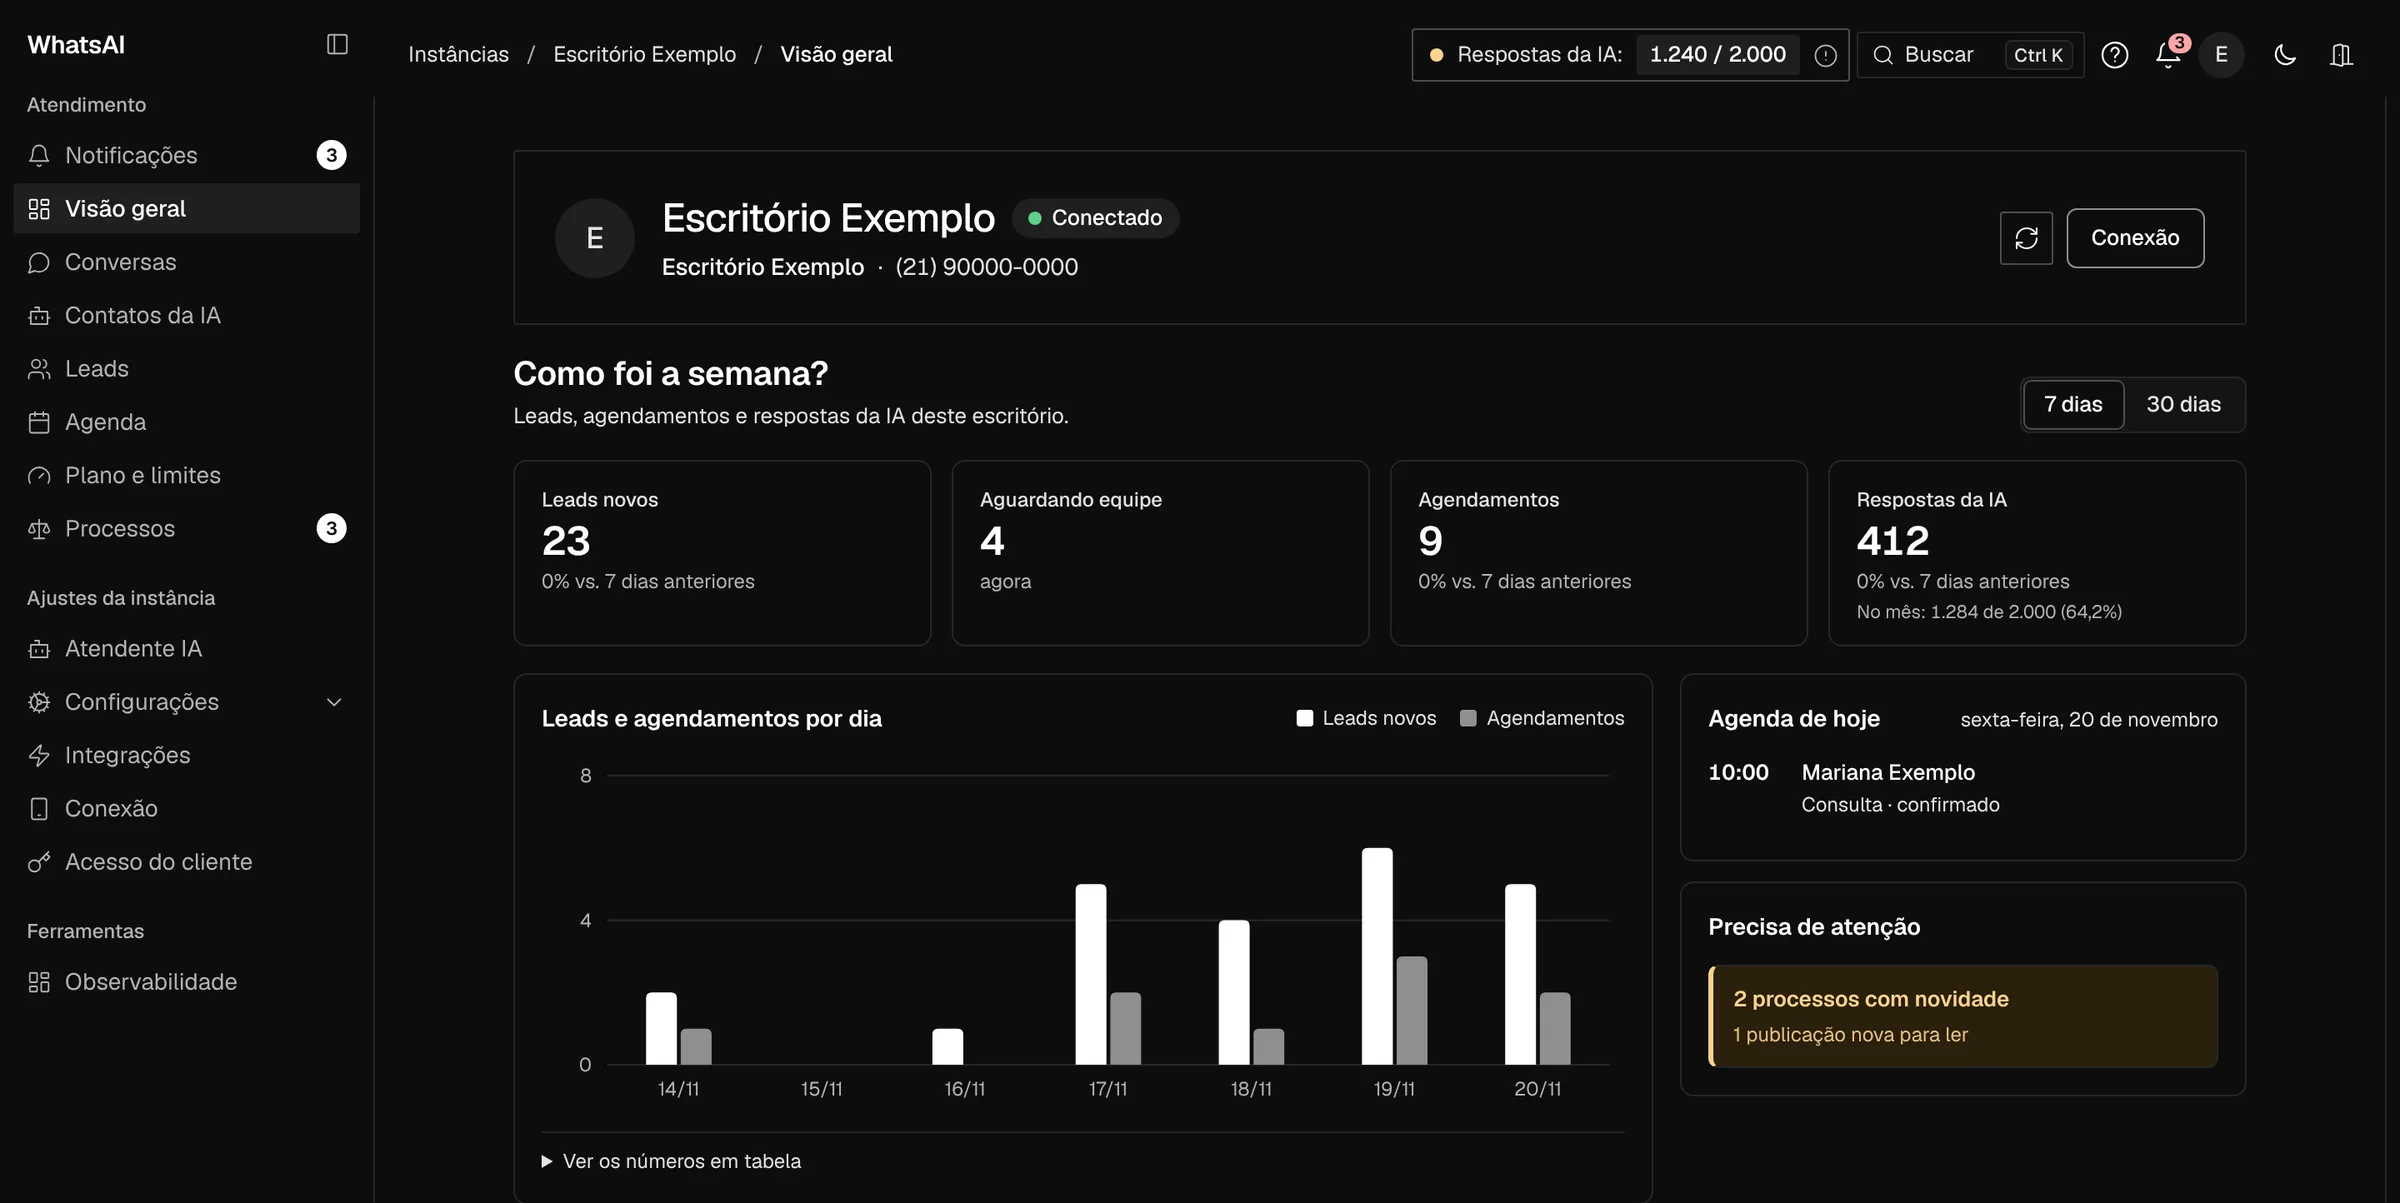 WhatsAI
Instâncias / Escritório Exemplo / Visão geral
Respostas da IA: 1.240 / 2.000
Buscar Ctrl K
3
E
Atendimento
Notificações 3
Visão geral
Conversas
Contatos da IA
Leads
Agenda
Plano e limites
Processos 3
Ajustes da instância
Atendente IA
Configurações
Integrações
Conexão
Acesso do cliente
Ferramentas
Observabilidade
E
Escritório Exemplo
Conectado
Escritório Exemplo · (21) 90000-0000
Conexão
Como foi a semana?
Leads, agendamentos e respostas da IA deste escritório.
7 dias
30 dias
Leads novos
23
0% vs. 7 dias anteriores
Aguardando equipe
4
agora
Agendamentos
9
0% vs. 7 dias anteriores
Respostas da IA
412
0% vs. 7 dias anteriores
No mês: 1.284 de 2.000 (64,2%)
Leads e agendamentos por dia
Leads novos
Agendamentos
8
4
0
14/11 15/11 16/11 17/11 18/11 19/11 20/11
Ver os números em tabela
Agenda de hoje
sexta-feira, 20 de novembro
10:00 Mariana Exemplo
Consulta · confirmado
Precisa de atenção
2 processos com novidade
1 publicação nova para ler